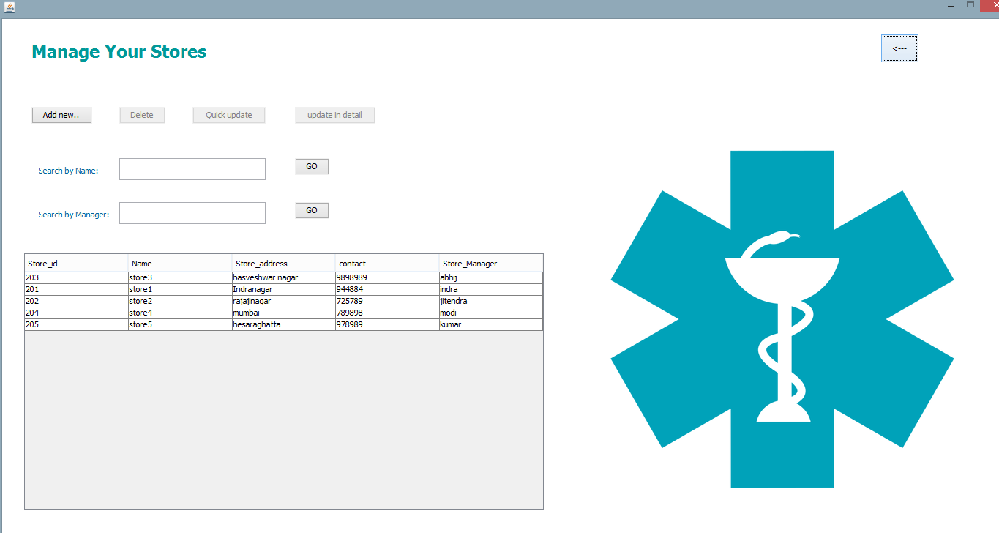 Manage Your Stores
<---
Add new.. Delete Quick update update in detail
Search by Name: GO
Search by Manager: GO
Store_id Name Store_address contact Store_Manager
203 store3 basveshwar nagar 9898989 abhij
201 store1 Indranagar 944884 indra
202 store2 rajajinagar 725789 jitendra
204 store4 mumbai 789898 modi
205 store5 hesaraghatta 978989 kumar